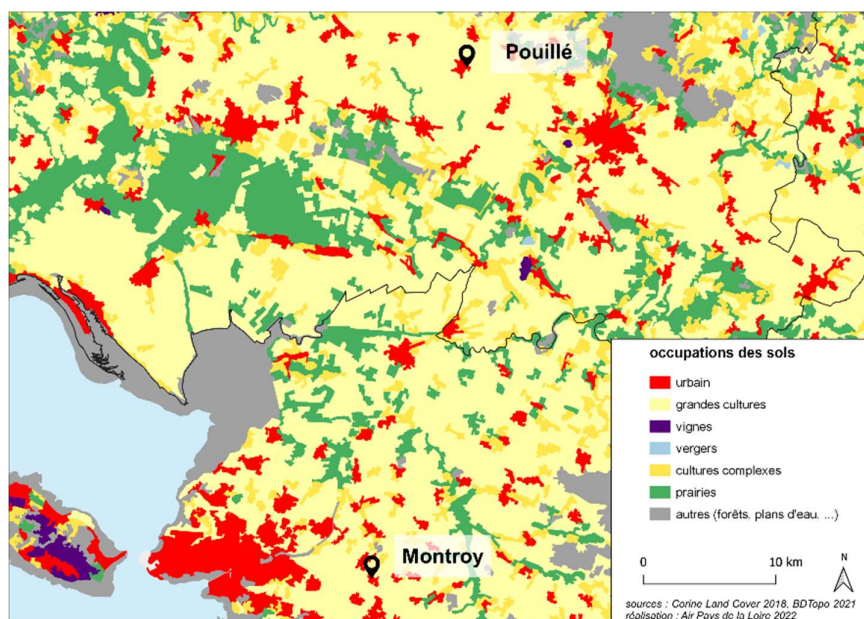 Pouillé
occupations des sols
urbain
grandes cultures
vignes
vergers
cultures complexes
prairies
autres (forêts, plans d'eau, ...)
Montroy
0 10 km
N
sources : Corine Land Cover 2018, BDTopo 2021
réalisation : Air Pays de la Loire 2022